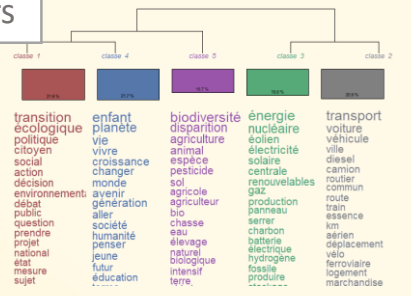 classe 1
classe 4
classe 5
classe 3
classe 2
transition
écologique
politique
citoyen
social
action
décision
environnementa
débat
public
question
prendre
projet
national
état
mesure
sujet
enfant
planète
vie
vivre
croissance
changer
monde
avenir
génération
aller
société
humanité
penser
jeune
futur
éducation
biodiversité
disparition
agriculture
animal
espèce
pesticide
sol
agricole
agriculteur
bio
chasse
eau
élevage
naturel
biologique
intensif
terre
énergie
nucléaire
éolien
électricité
solaire
centrale
renouvelables
gaz
production
panneau
serrer
charbon
batterie
électrique
hydrogène
fossile
produire
transport
voiture
véhicule
ville
diesel
camion
routier
commun
route
train
essence
km
aérien
déplacement
vélo
ferroviaire
logement
marchandise